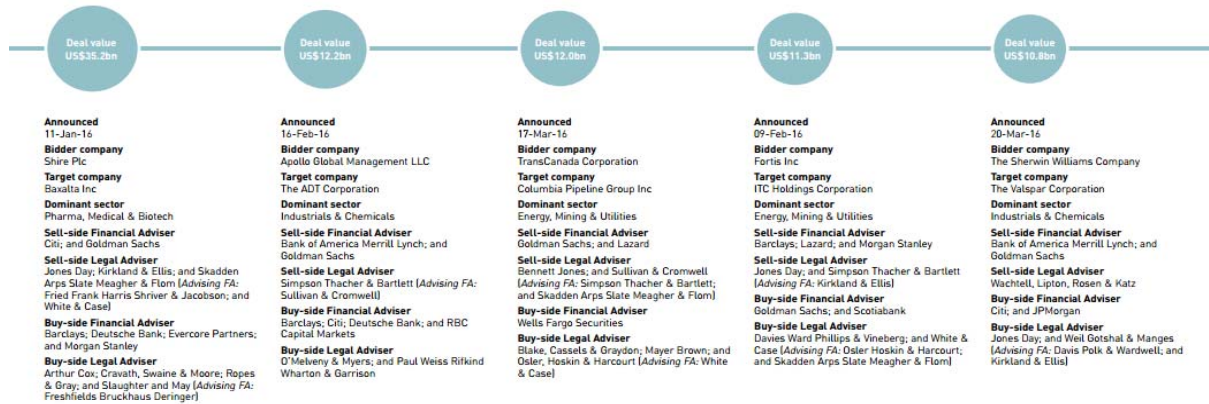 Deal value
US$35.2bn
Deal value
US$12.2bn
Deal value
US$12.0bn
Deal value
US$11.3bn
Deal value
US$10.8bn
Announced
11-Jan-16
Bidder company
Shire Plc
Target company
Baxalta Inc
Dominant sector
Pharma, Medical & Biotech
Sell-side Financial Adviser
Citi; and Goldman Sachs
Sell-side Legal Adviser
Jones Day; Kirkland & Ellis; and Skadden
Arps Slate Meagher & Flom (Advising FA:
Fried Frank Harris Shriver & Jacobson; and
White & Case)
Buy-side Financial Adviser
Barclays; Deutsche Bank; Evercore Partners;
and Morgan Stanley
Buy-side Legal Adviser
Arthur Cox; Cravath, Swaine & Moore; Ropes
& Gray; and Slaughter and May (Advising FA:
Freshfields Bruckhaus Deringer)
Announced
16-Feb-16
Bidder company
Apollo Global Management LLC
Target company
The ADT Corporation
Dominant sector
Industrials & Chemicals
Sell-side Financial Adviser
Bank of America Merrill Lynch; and
Goldman Sachs
Sell-side Legal Adviser
Simpson Thacher & Bartlett (Advising FA:
Sullivan & Cromwell)
Buy-side Financial Adviser
Barclays; Citi; Deutsche Bank; and RBC
Capital Markets
Buy-side Legal Adviser
O'Melveny & Myers; and Paul Weiss Rifkind
Wharton & Garrison
Announced
17-Mar-16
Bidder company
TransCanada Corporation
Target company
Columbia Pipeline Group Inc
Dominant sector
Energy, Mining & Utilities
Sell-side Financial Adviser
Goldman Sachs; and Lazard
Sell-side Legal Adviser
Bennett Jones; and Sullivan & Cromwell
(Advising FA: Simpson Thacher & Bartlett;
and Skadden Arps Slate Meagher & Flom)
Buy-side Financial Adviser
Wells Fargo Securities
Buy-side Legal Adviser
Blake, Cassels & Graydon; Mayer Brown; and
Osler, Hoskin & Harcourt (Advising FA: White
& Case)
Announced
09-Feb-16
Bidder company
Fortis Inc
Target company
ITC Holdings Corporation
Dominant sector
Energy, Mining & Utilities
Sell-side Financial Adviser
Barclays; Lazard; and Morgan Stanley
Sell-side Legal Adviser
Jones Day; and Simpson Thacher & Bartlett
(Advising FA: Kirkland & Ellis)
Buy-side Financial Adviser
Goldman Sachs; and Scotiabank
Buy-side Legal Adviser
Davies Ward Phillips & Vineberg; and White &
Case (Advising FA: Osler Hoskin & Harcourt;
and Skadden Arps Slate Meagher & Flom)
Announced
20-Mar-16
Bidder company
The Sherwin Williams Company
Target company
The Valspar Corporation
Dominant sector
Industrials & Chemicals
Sell-side Financial Adviser
Bank of America Merrill Lynch; and
Goldman Sachs
Sell-side Legal Adviser
Wachtell, Lipton, Rosen & Katz
Buy-side Financial Adviser
Citi; and JPMorgan
Buy-side Legal Adviser
Jones Day; and Weil Gotshal & Manges
(Advising FA: Davis Polk & Wardwell; and
Kirkland & Ellis)